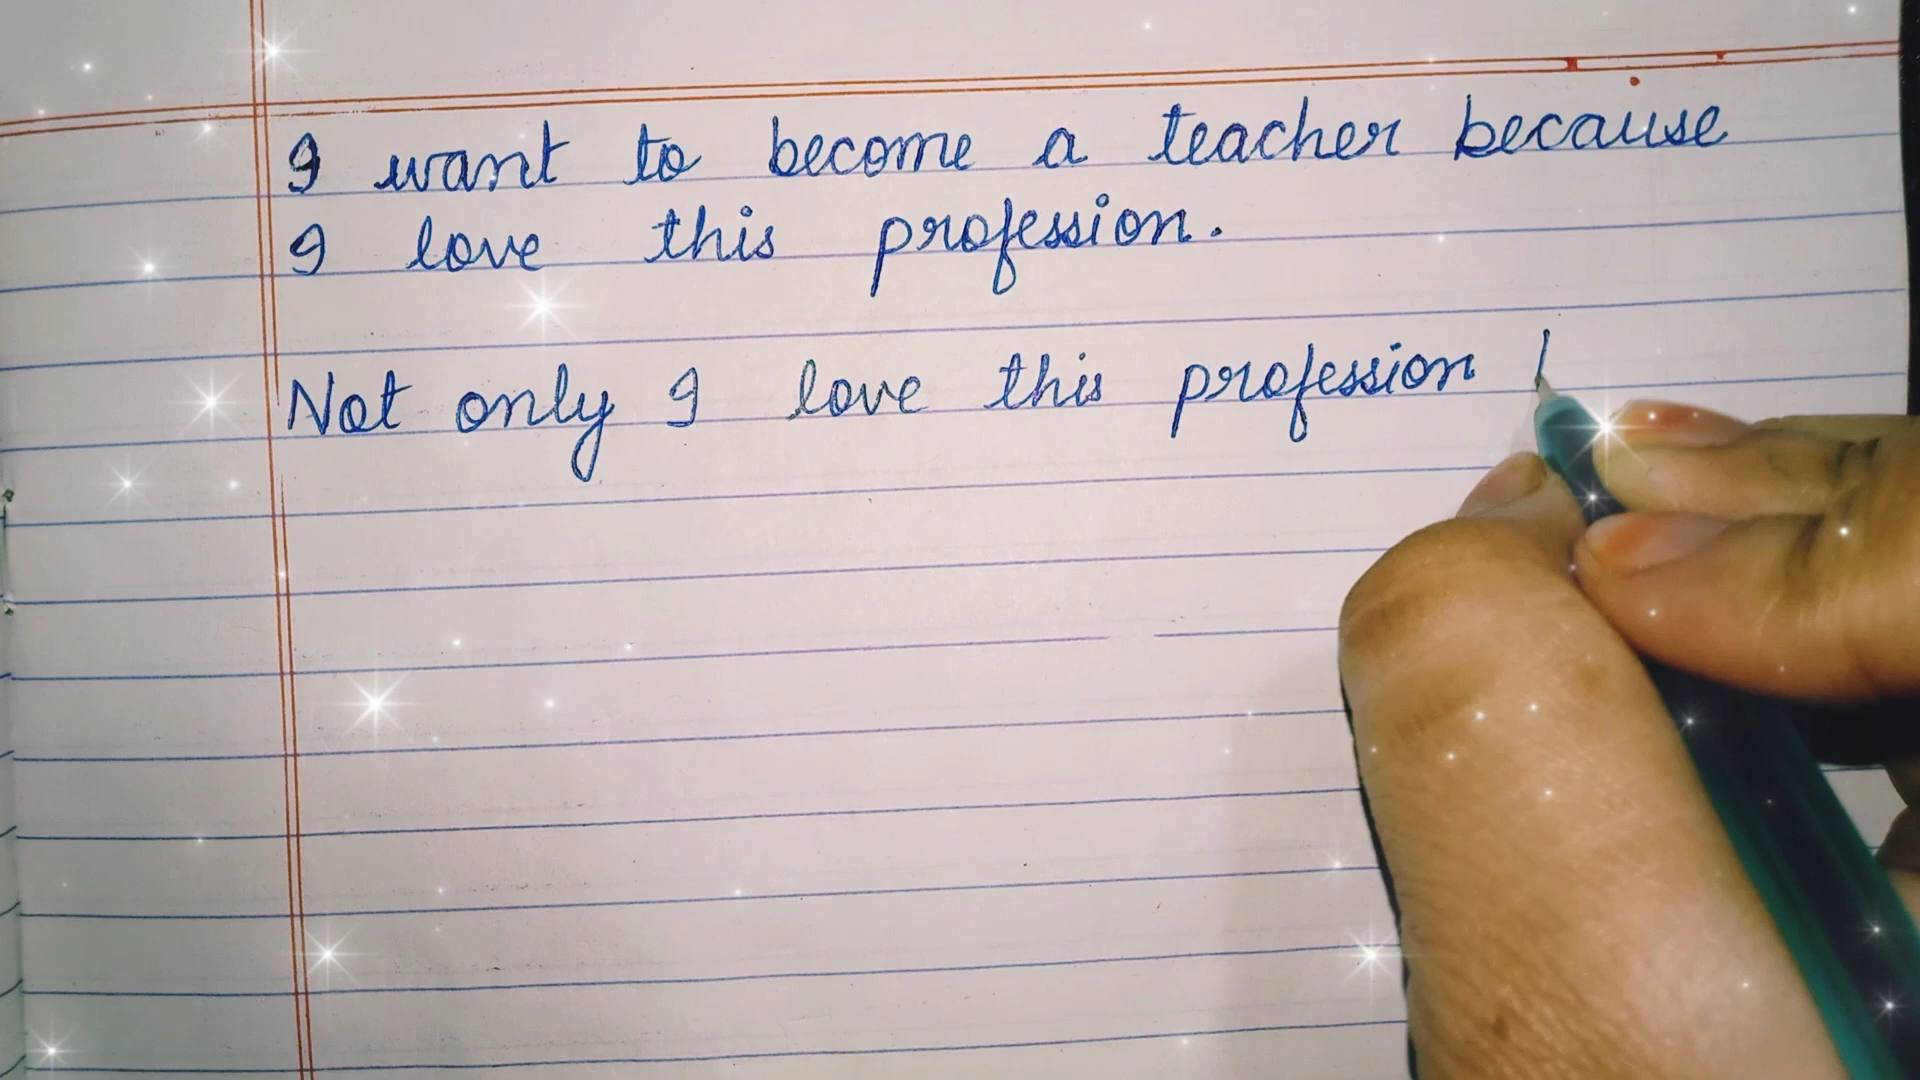 I want to become a teacher because
I love this profession.
Not only I love this profession